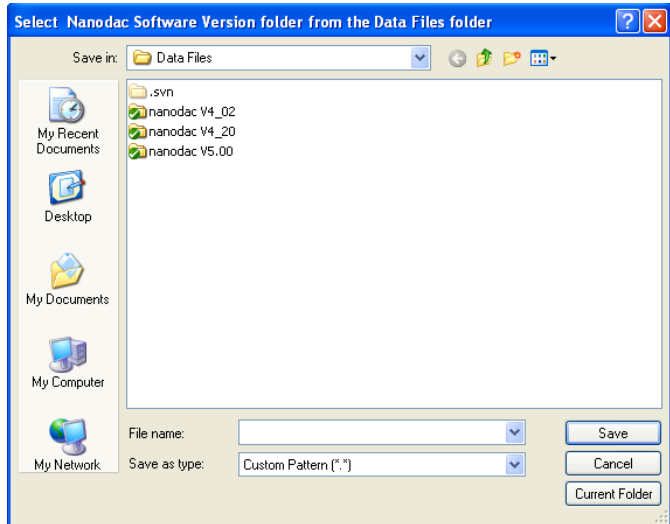 Select Nanodac Software Version folder from the Data Files folder
Save in: Data Files
.svn
nanodac V4_02
nanodac V4_20
nanodac V5.00
My Recent
Documents
Desktop
My Documents
My Computer
My Network
File name:
Save
Save as type: Custom Pattern (*.*)
Cancel
Current Folder